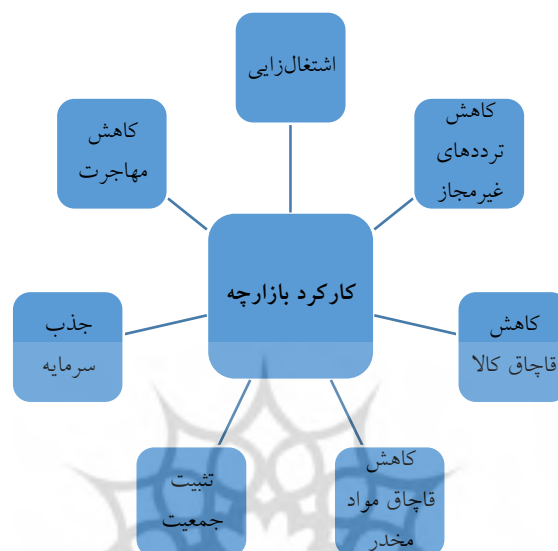 اشتغال‌زایی
کاهش
ترددهای
غیرمجاز
کاهش
مهاجرت
کارکرد بازارچه
کاهش
قاچاق کالا
جذب
سرمایه
کاهش
قاچاق مواد
مخدر
تثبیت
جمعیت